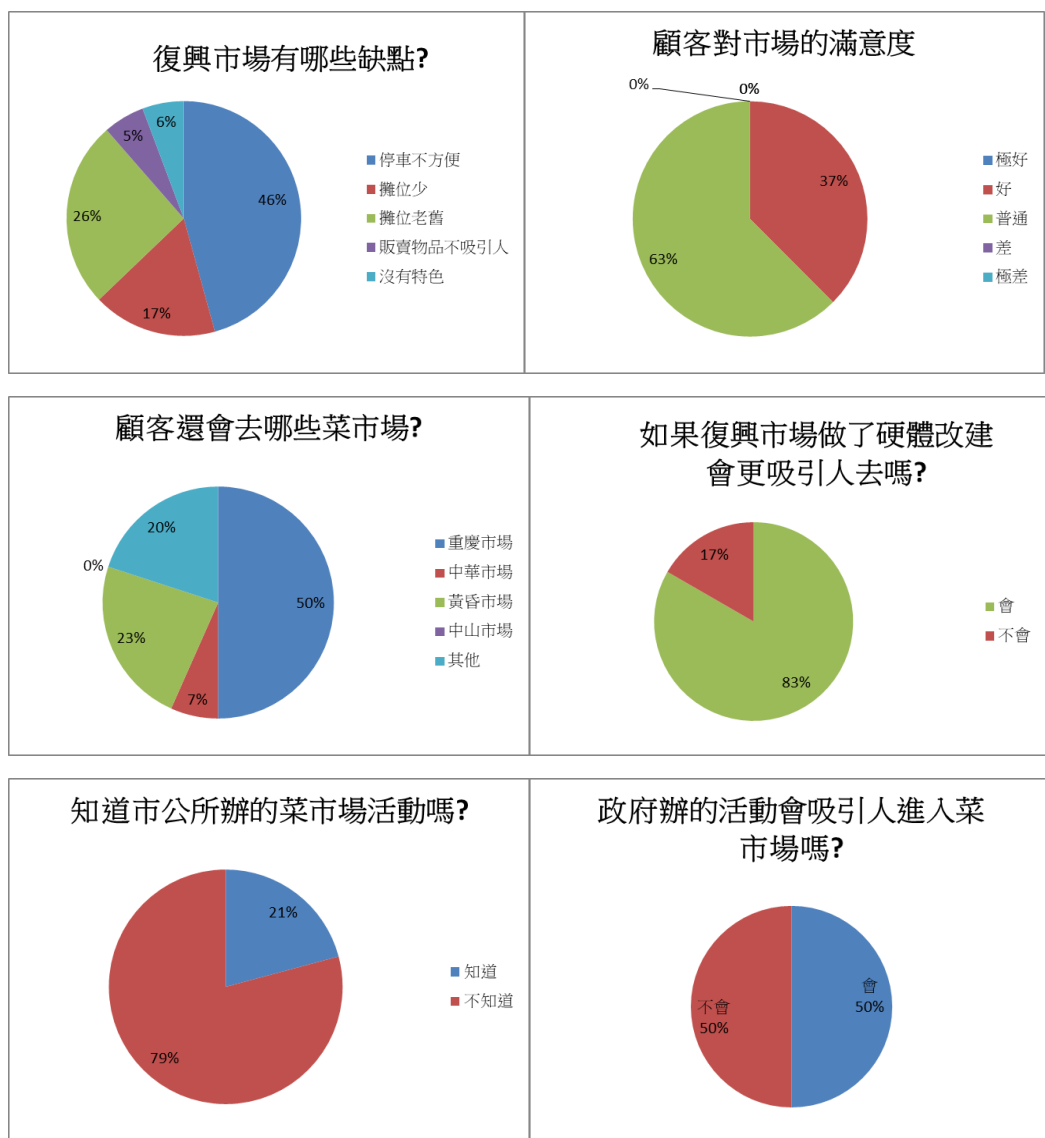 復興市場有哪些缺點?
6%
5%
46%
26%
17%
停車不方便
攤位少
攤位老舊
販賣物品不吸引人
沒有特色
顧客對市場的滿意度
0%
0%
37%
63%
極好
好
普通
差
極差
顧客還會去哪些菜市場?
20%
0%
50%
23%
7%
重慶市場
中華市場
黃昏市場
中山市場
其他
如果復興市場做了硬體改建
會更吸引人去嗎?
17%
83%
會
不會
知道市公所辦的菜市場活動嗎?
21%
79%
知道
不知道
政府辦的活動會吸引人進入菜
市場嗎?
會
50%
不會
50%